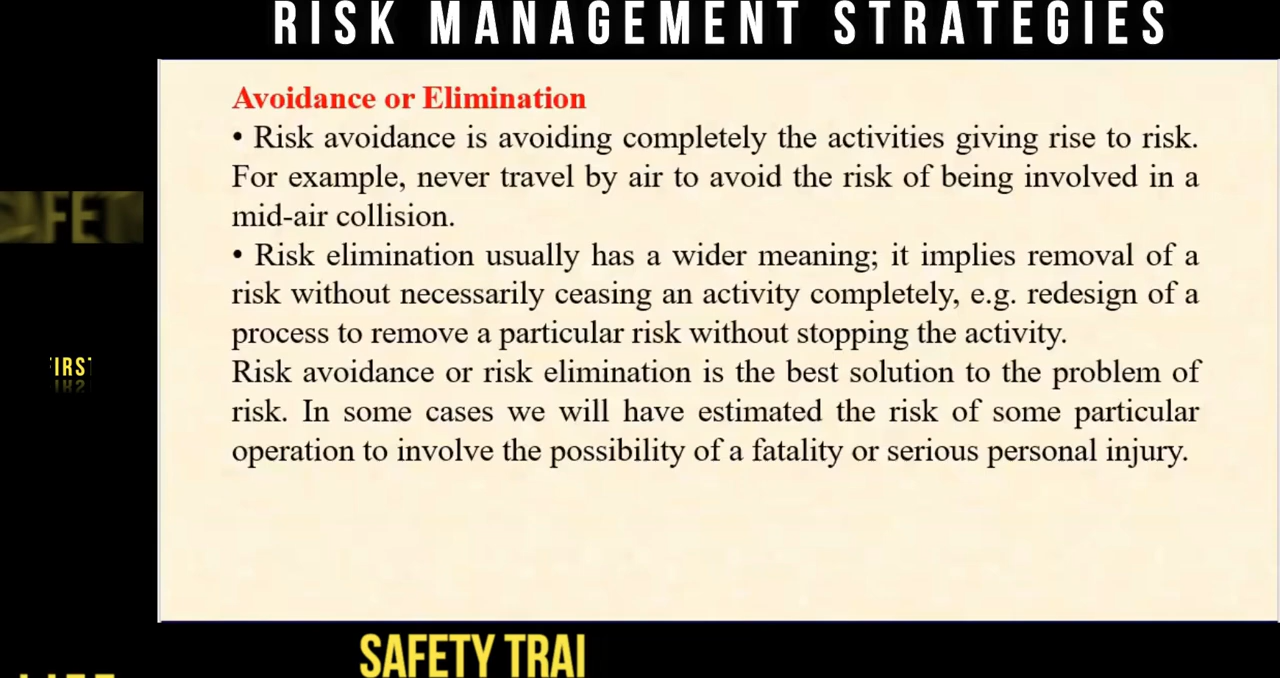 RISK MANAGEMENT STRATEGIES
Avoidance or Elimination
• Risk avoidance is avoiding completely the activities giving rise to risk.
For example, never travel by air to avoid the risk of being involved in a
mid-air collision.
• Risk elimination usually has a wider meaning; it implies removal of a
risk without necessarily ceasing an activity completely, e.g. redesign of a
process to remove a particular risk without stopping the activity.
Risk avoidance or risk elimination is the best solution to the problem of
risk. In some cases we will have estimated the risk of some particular
operation to involve the possibility of a fatality or serious personal injury.
SAFETY TRAI